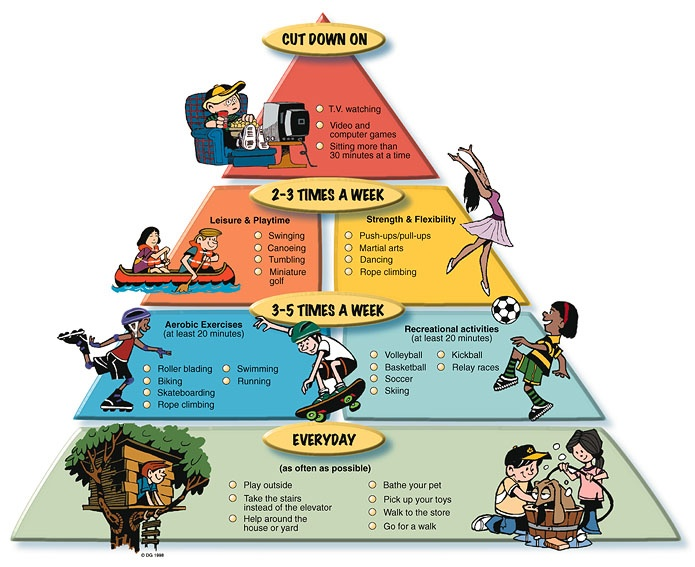 CUT DOWN ON
T.V. watching
Video and
computer games
Sitting more than
30 minutes at a time
2-3 TIMES A WEEK
Leisure & Playtime
Swinging
Canoeing
Tumbling
Miniature
golf
Strength & Flexibility
Push-ups/pull-ups
Martial arts
Dancing
Rope climbing
3-5 TIMES A WEEK
Aerobic Exercises
(at least 20 minutes)
Roller blading
Biking
Skateboarding
Rope climbing
Swimming
Running
Recreational activities
(at least 20 minutes)
Volleyball
Basketball
Soccer
Skiing
Kickball
Relay races
EVERYDAY
(as often as possible)
Play outside
Take the stairs
instead of the elevator
Help around the
house or yard
Bathe your pet
Pick up your toys
Walk to the store
Go for a walk
© DG 1998